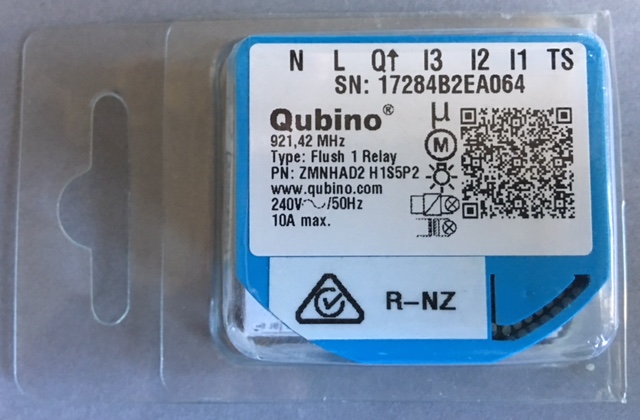 N L Q↑ I3 I2 I1 TS
SN: 17284B2EA064
Qubino®
921,42 MHz
Type: Flush 1 Relay
PN: ZMNHAD2 H1S5P2
www.qubino.com
240V~/50Hz
10A max.
µ
M
R-NZ